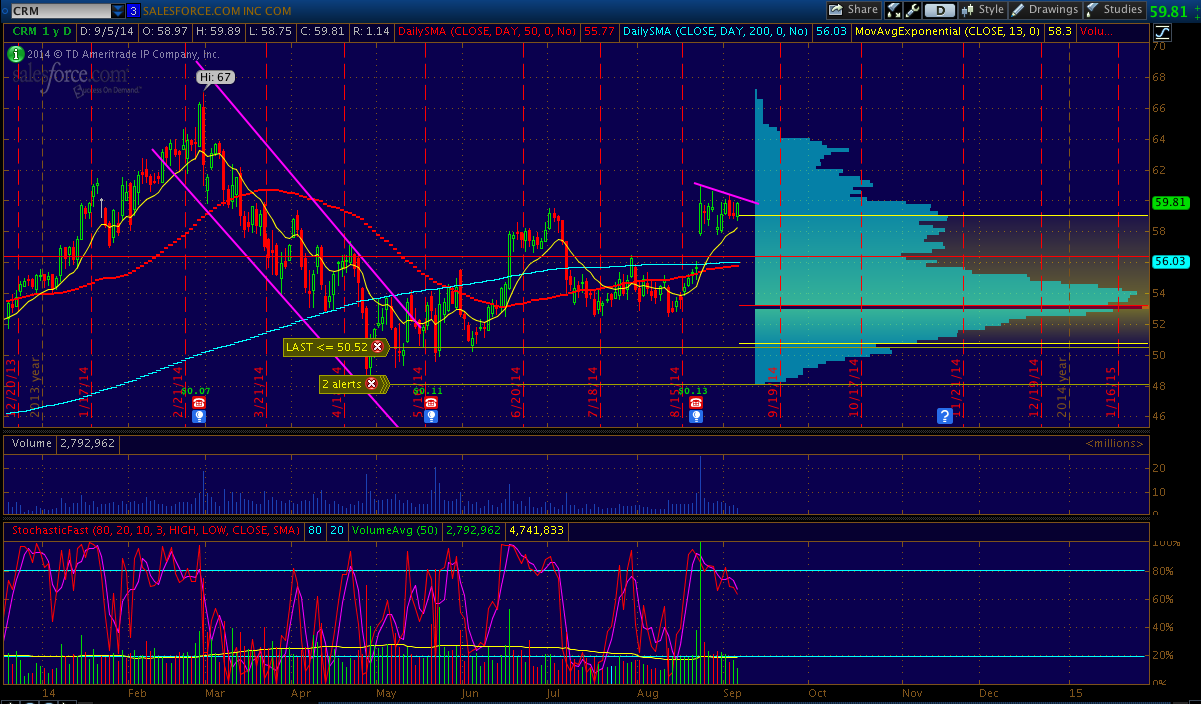 CRM 3 SALESFORCE.COM INC COM Share D Style Drawings Studies 59.81
CRM 1 y D D: 9/5/14 O: 58.97 H: 59.89 L: 58.75 C: 59.81 R: 1.14 DailySMA (CLOSE, DAY, 50, 0, No) 55.77 DailySMA (CLOSE, DAY, 200, 0, No) 56.03 MovAvgExponential (CLOSE, 13, 0) 58.3 Volu...
2014 © TD Ameritrade IP Company, Inc.
salesforce.com
Success On Demand.™
Hi: 67
70
68
66
64
62
59.81
58
56.03
54
52
50
48
46
LAST <= 50.52
2 alerts
$0.07
$0.11
$0.13
12/20/13
2013 year
1/17/14
2/21/14
3/21/14
6/20/14
7/18/14
8/15/14
9/19/14
10/17/14
11/21/14
12/19/14
2014 year
1/16/15
Volume 2,792,962
<millions>
20
10
0
StochasticFast (80, 20, 10, 3, HIGH, LOW, CLOSE, SMA) 80 20 VolumeAvg (50) 2,792,962 4,741,833
100%
80%
60%
40%
20%
0%
14 Feb Mar Apr May Jun Jul Aug Sep Oct Nov Dec 15